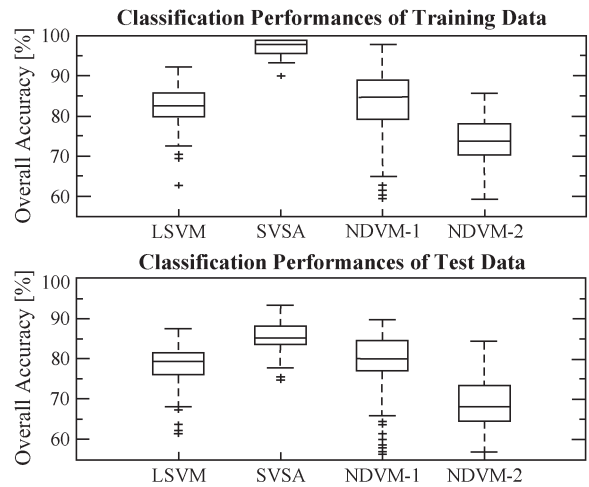 Classification Performances of Training Data
Overall Accuracy [%]
100
90
80
70
60
LSVM SVSA NDVM-1 NDVM-2
Classification Performances of Test Data
Overall Accuracy [%]
100
90
80
70
60
LSVM SVSA NDVM-1 NDVM-2